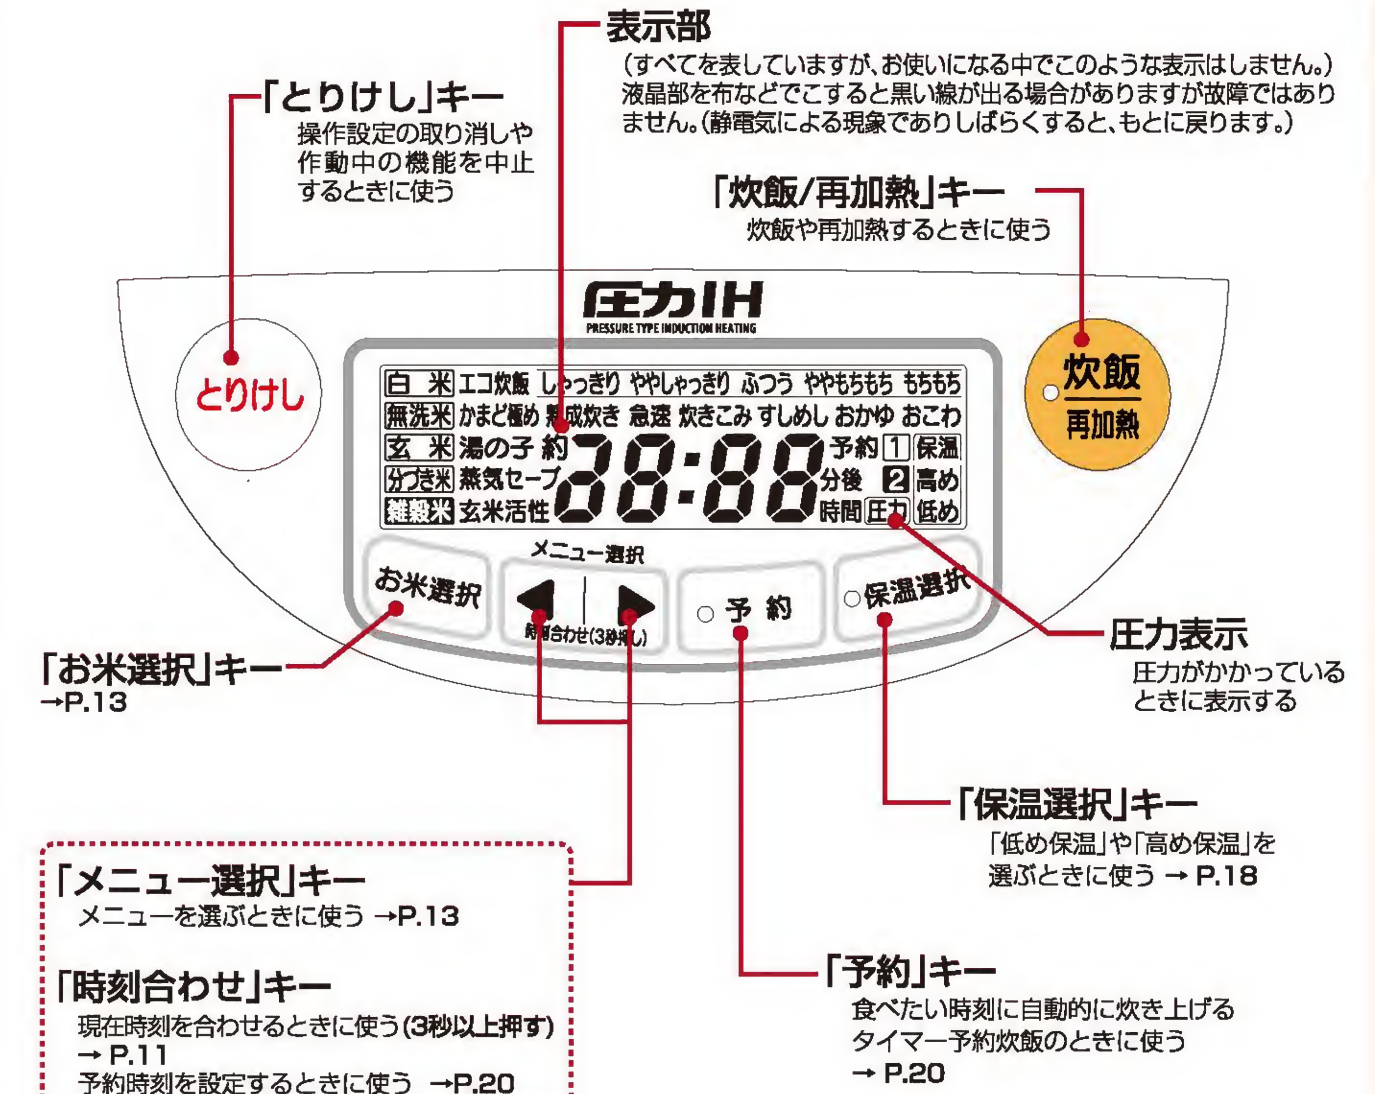 表示部
(すべてを表していますが、お使いになる中でこのような表示はしません。)
液晶部を布などでこすると黒い線が出る場合がありますが故障ではあり
ません。(静電気による現象でありしばらくすると、もとに戻ります。)
「とりけし」キー
操作設定の取り消しや
作動中の機能を中止
するときに使う
「炊飯/再加熱」キー
炊飯や再加熱するときに使う
圧力IH
PRESSURE TYPE INDUCTION HEATING
とりけし
炊飯
再加熱
白米 エコ炊飯 しゃっきり ややしゃっきり ふつう ややもちもち もちもち
無洗米 かまど極め 熟成炊き 急速 炊きこみ すしめし おかゆ おこわ
玄米 湯の子 約 38:88 予約 1 保温
分づき米 蒸気セーブ 分後 2 高め
雑穀米 玄米活性 時間 圧力 低め
お米選択
メニュー選択
◀ ▶
時刻合わせ(3秒押し)
予約
保温選択
「お米選択」キー
→P.13
圧力表示
圧力がかかっている
ときに表示する
「保温選択」キー
「低め保温」や「高め保温」を
選ぶときに使う → P.18
「メニュー選択」キー
メニューを選ぶときに使う →P.13
「時刻合わせ」キー
現在時刻を合わせるときに使う(3秒以上押す)
→ P.11
予約時刻を設定するときに使う →P.20
「予約」キー
食べたい時刻に自動的に炊き上げる
タイマー予約炊飯のときに使う
→ P.20